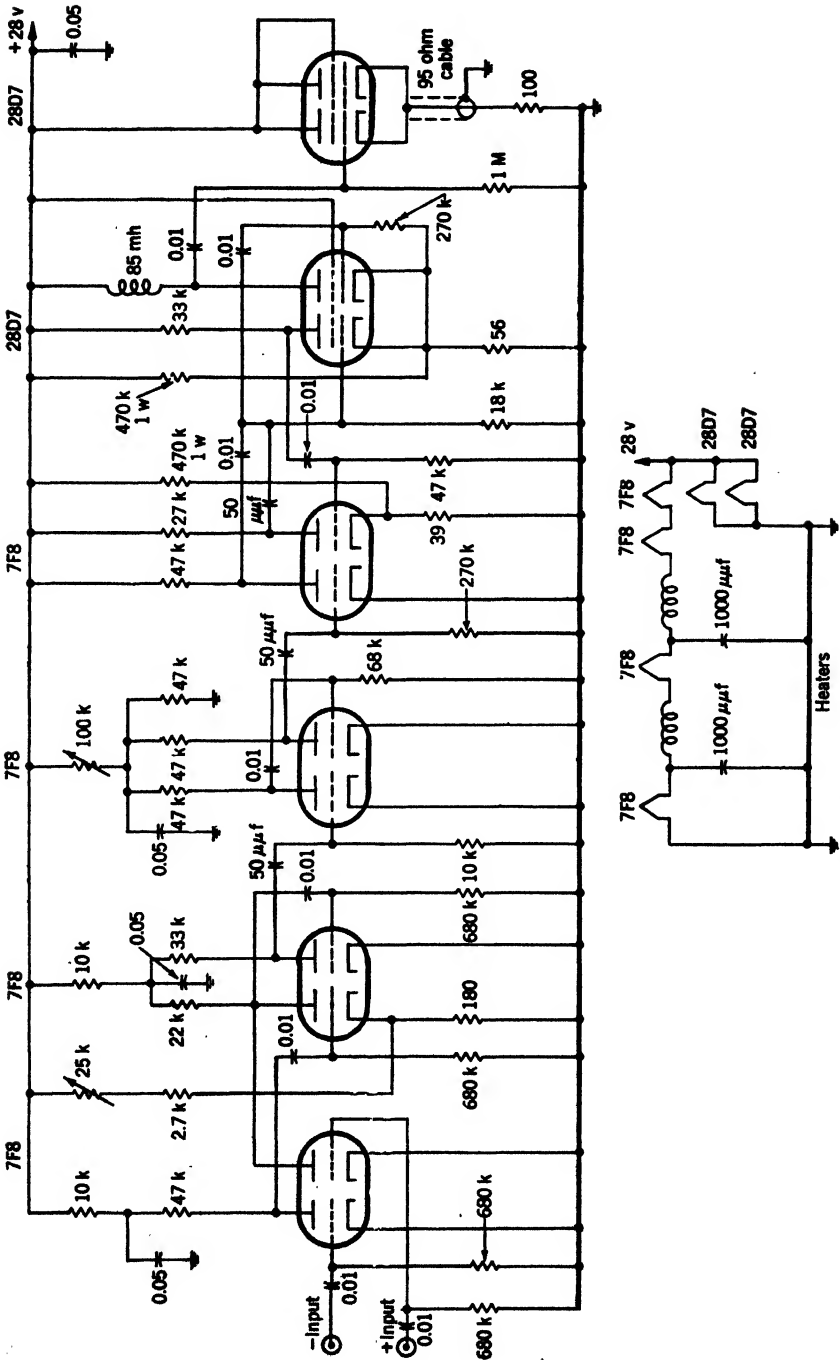 +28 v
28D7
28D7
7F8
7F8
7F8
7F8
0.05
95 ohm
cable
100
1 M
85 mh
0.01
0.01
270 k
33 k
56
470 k
1 w
0.01
18 k
470 k
1 w
0.01
27 k
50
μμf
47 k
47 k
39
270 k
50 μμf
68 k
100 k
47 k
47 k
47 k
0.01
0.05
50 μμf
0.01
10 k
680 k
10 k
0.05
33 k
22 k
180
0.01
25 k
2.7 k
680 k
10 k
47 k
0.05
680 k
-Input
0.01
+Input
0.01
680 k
28 v
7F8
28D7
28D7
7F8
1000 μμf
7F8
1000 μμf
7F8
Heaters